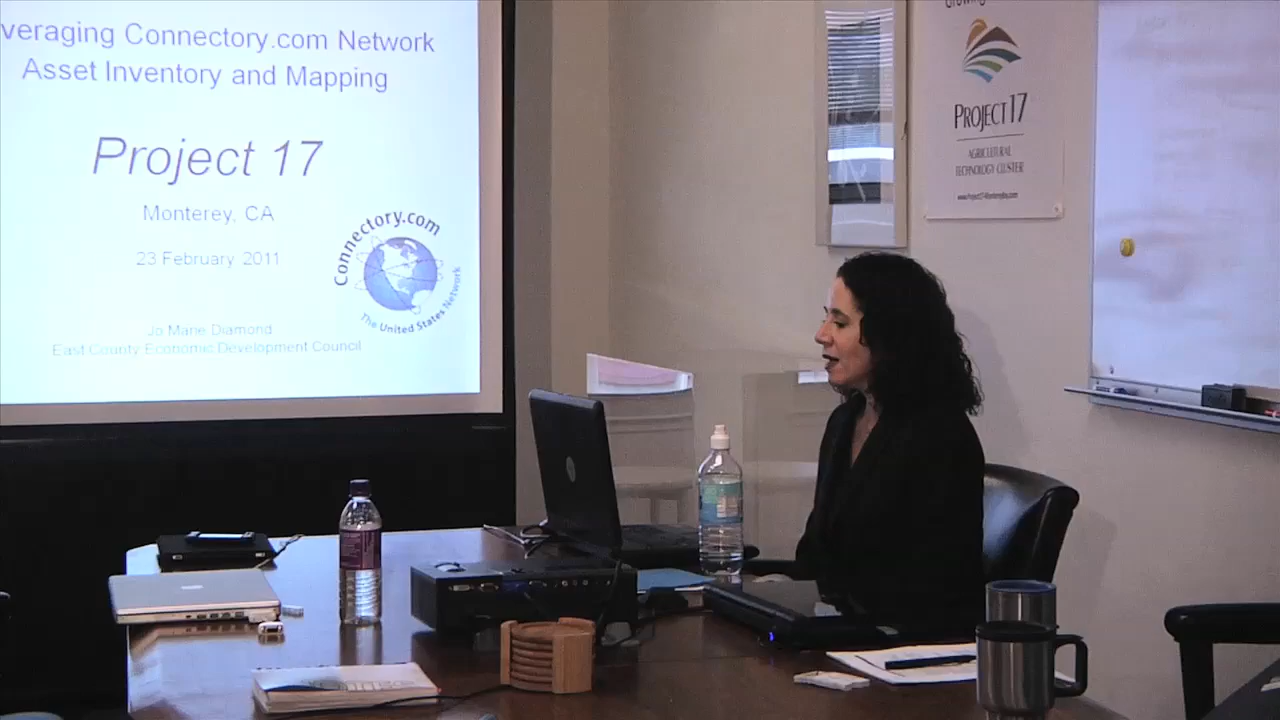 veraging Connectory.com Network
Asset Inventory and Mapping
Project 17
Monterey, CA
23 February 2011
Connectory.com
The United States Network
Jo Marie Diamond
East County Economic Development Council
Growing
PROJECT 17
AGRICULTURAL
TECHNOLOGY CLUSTER